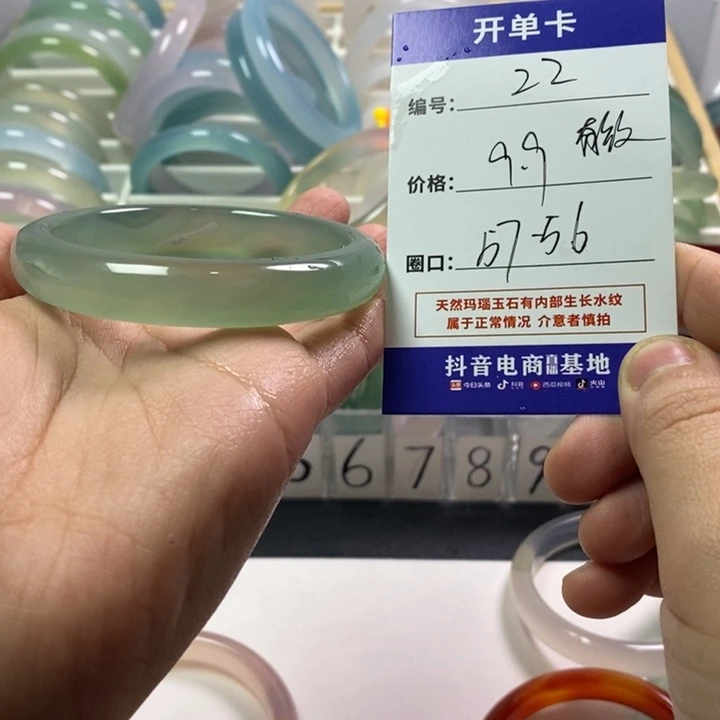 开单卡
编号: 22
价格: 9.9 有纹
圈口: 57-56
天然玛瑙玉石有内部生长水纹
属于正常情况 介意者慎拍
抖音电商直播基地
今日头条 抖音 西瓜视频 火山
6 7 8 9